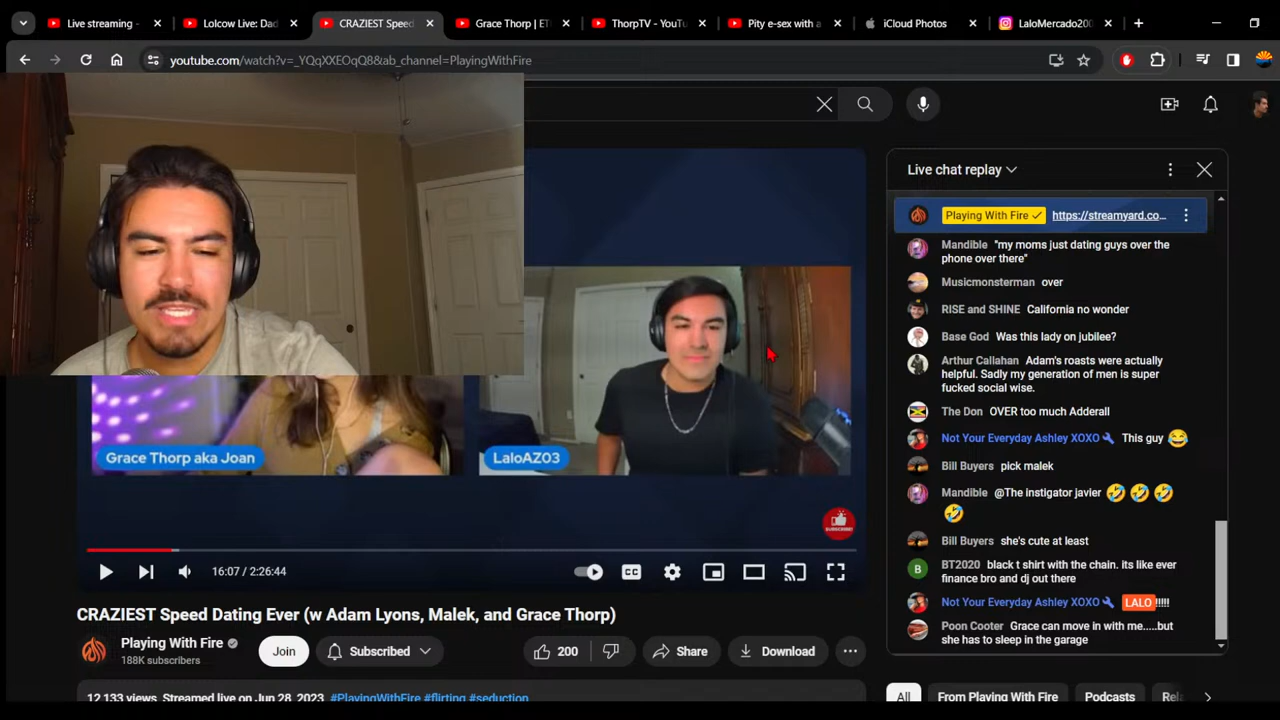 Live streaming -
Lolcow Live: Dad
CRAZIEST Speed
Grace Thorp | ET
ThorpTV - YouTu
Pity e-sex with a
iCloud Photos
LaloMercado200
youtube.com/watch?v=_YQqXXEOqQ8&ab_channel=PlayingWithFire
Live chat replay
Playing With Fire https://streamyard.co...
Mandible "my moms just dating guys over the
phone over there"
Musicmonsterman over
RISE and SHINE California no wonder
Base God Was this lady on jubilee?
Arthur Callahan Adam's roasts were actually
helpful. Sadly my generation of men is super
fucked social wise.
The Don OVER too much Adderall
Not Your Everyday Ashley XOXO This guy 😂
Bill Buyers pick malek
Mandible @The instigator javier 🤣 🤣 🤣
🤣
Bill Buyers she's cute at least
B BT2020 black t shirt with the chain. its like ever
finance bro and dj out there
Not Your Everyday Ashley XOXO LALO !!!!!
Poon Cooter Grace can move in with me.....but
she has to sleep in the garage
Grace Thorp aka Joan
LaloAZ03
SUBSCRIBE
16:07 / 2:26:44
CC
CRAZIEST Speed Dating Ever (w Adam Lyons, Malek, and Grace Thorp)
Playing With Fire
188K subscribers
Join
Subscribed
200
Share
Download
12,133 views Streamed live on Jun 28, 2023 #PlayingWithFire #flirting #seduction
All
From Playing With Fire
Podcasts
Rel